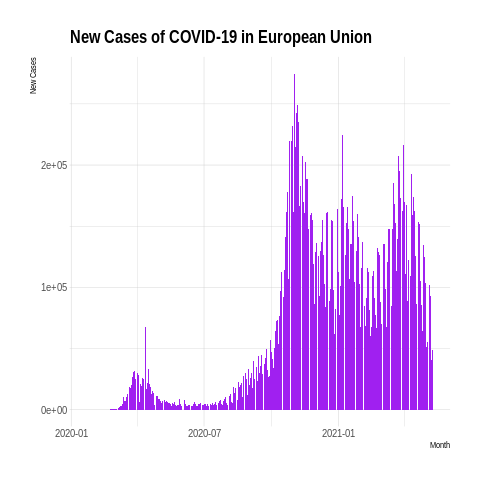 New Cases of COVID-19 in European Union
New Cases
2e+05
1e+05
0e+00
2020-01 2020-07 2021-01
Month